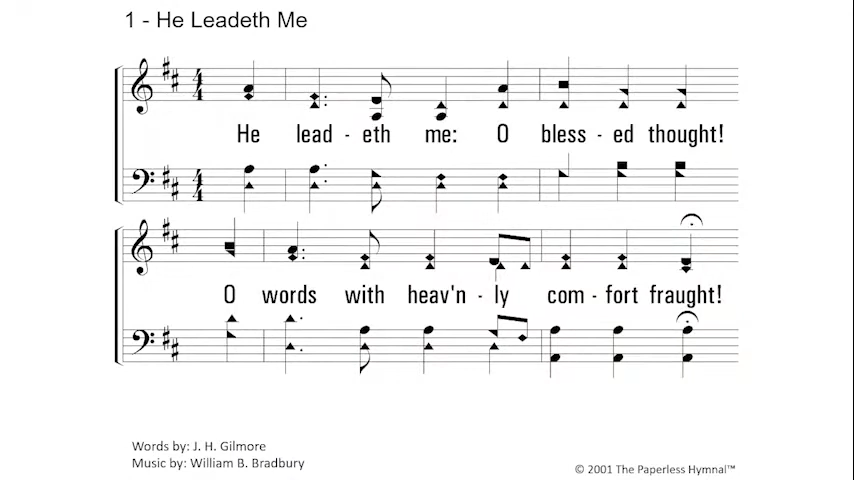 1 - He Leadeth Me
He lead - eth me: O bless - ed thought!
O words with heav'n - ly com - fort fraught!
Words by: J. H. Gilmore
Music by: William B. Bradbury
© 2001 The Paperless Hymnal™